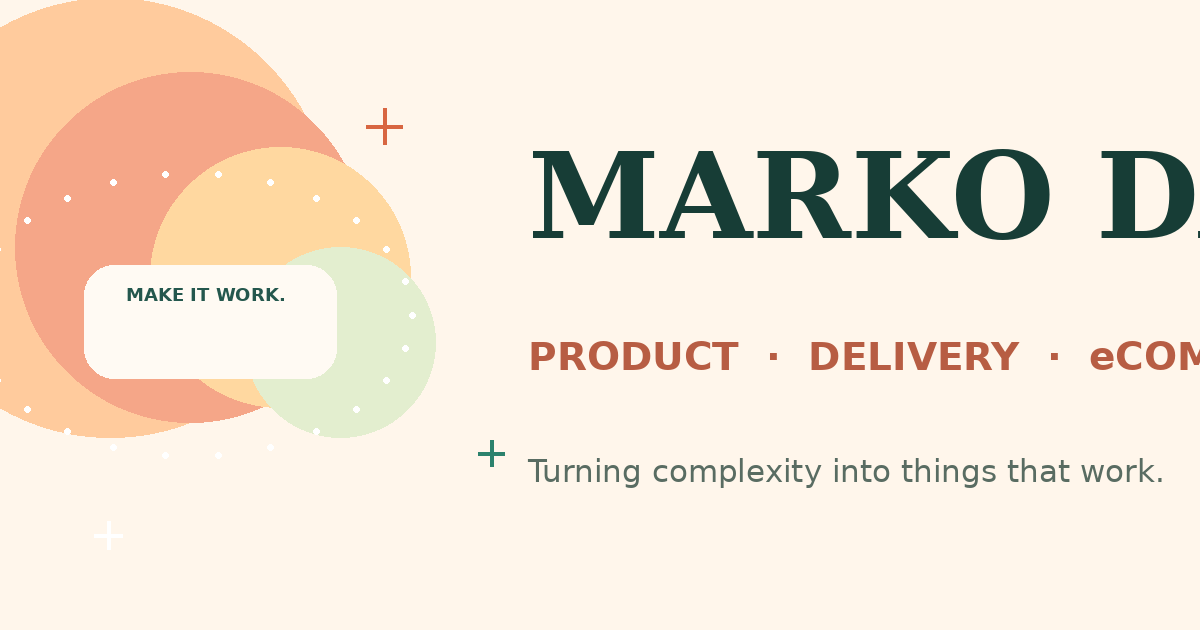 MAKE IT WORK.
MARKO D
PRODUCT · DELIVERY · eCOM
Turning complexity into things that work.